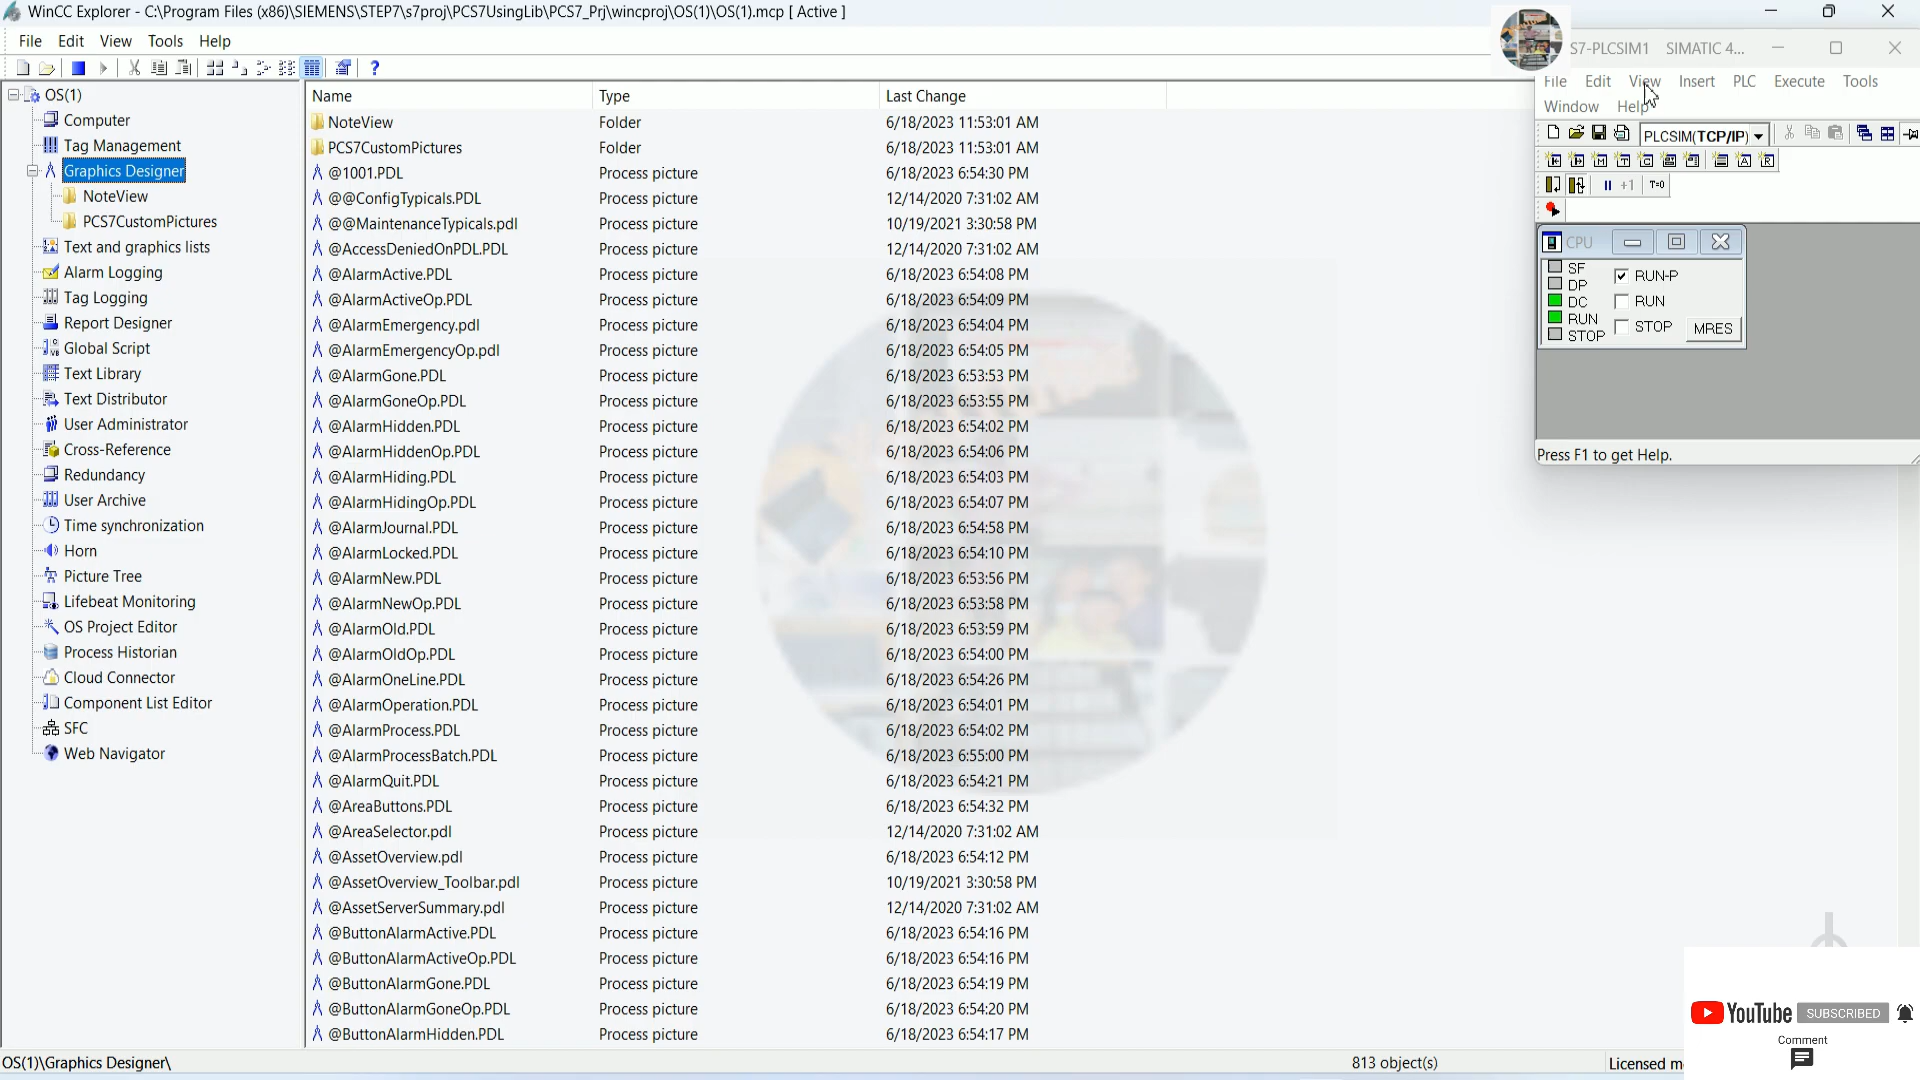 WinCC Explorer - C:\Program Files (x86)\SIEMENS\STEP7\s7proj\PCS7UsingLib\PCS7_Prj\wincproj\OS(1)\OS(1).mcp [ Active ]
File Edit View Tools Help
OS(1)
Computer
Tag Management
Graphics Designer
NoteView
PCS7CustomPictures
Text and graphics lists
Alarm Logging
Tag Logging
Report Designer
Global Script
Text Library
Text Distributor
User Administrator
Cross-Reference
Redundancy
User Archive
Time synchronization
Horn
Picture Tree
Lifebeat Monitoring
OS Project Editor
Process Historian
Cloud Connector
Component List Editor
SFC
Web Navigator
Name Type Last Change
NoteView Folder 6/18/2023 11:53:01 AM
PCS7CustomPictures Folder 6/18/2023 11:53:01 AM
@1001.PDL Process picture 6/18/2023 6:54:30 PM
@@ConfigTypicals.PDL Process picture 12/14/2020 7:31:02 AM
@@MaintenanceTypicals.pdl Process picture 10/19/2021 3:30:58 PM
@AccessDeniedOnPDL.PDL Process picture 12/14/2020 7:31:02 AM
@AlarmActive.PDL Process picture 6/18/2023 6:54:08 PM
@AlarmActiveOp.PDL Process picture 6/18/2023 6:54:09 PM
@AlarmEmergency.pdl Process picture 6/18/2023 6:54:04 PM
@AlarmEmergencyOp.pdl Process picture 6/18/2023 6:54:05 PM
@AlarmGone.PDL Process picture 6/18/2023 6:53:53 PM
@AlarmGoneOp.PDL Process picture 6/18/2023 6:53:55 PM
@AlarmHidden.PDL Process picture 6/18/2023 6:54:02 PM
@AlarmHiddenOp.PDL Process picture 6/18/2023 6:54:06 PM
@AlarmHiding.PDL Process picture 6/18/2023 6:54:03 PM
@AlarmHidingOp.PDL Process picture 6/18/2023 6:54:07 PM
@AlarmJournal.PDL Process picture 6/18/2023 6:54:58 PM
@AlarmLocked.PDL Process picture 6/18/2023 6:54:10 PM
@AlarmNew.PDL Process picture 6/18/2023 6:53:56 PM
@AlarmNewOp.PDL Process picture 6/18/2023 6:53:58 PM
@AlarmOld.PDL Process picture 6/18/2023 6:53:59 PM
@AlarmOldOp.PDL Process picture 6/18/2023 6:54:00 PM
@AlarmOneLine.PDL Process picture 6/18/2023 6:54:26 PM
@AlarmOperation.PDL Process picture 6/18/2023 6:54:01 PM
@AlarmProcess.PDL Process picture 6/18/2023 6:54:02 PM
@AlarmProcessBatch.PDL Process picture 6/18/2023 6:55:00 PM
@AlarmQuit.PDL Process picture 6/18/2023 6:54:21 PM
@AreaButtons.PDL Process picture 6/18/2023 6:54:32 PM
@AreaSelector.pdl Process picture 12/14/2020 7:31:02 AM
@AssetOverview.pdl Process picture 6/18/2023 6:54:12 PM
@AssetOverview_Toolbar.pdl Process picture 10/19/2021 3:30:58 PM
@AssetServerSummary.pdl Process picture 12/14/2020 7:31:02 AM
@ButtonAlarmActive.PDL Process picture 6/18/2023 6:54:16 PM
@ButtonAlarmActiveOp.PDL Process picture 6/18/2023 6:54:16 PM
@ButtonAlarmGone.PDL Process picture 6/18/2023 6:54:19 PM
@ButtonAlarmGoneOp.PDL Process picture 6/18/2023 6:54:20 PM
@ButtonAlarmHidden.PDL Process picture 6/18/2023 6:54:17 PM
S7-PLCSIM1 SIMATIC 4...
File Edit View Insert PLC Execute Tools
Window Help
PLCSIM(TCP/IP)
+1 T=0
CPU
SF
DP
DC
RUN
STOP
RUN-P
RUN
STOP MRES
Press F1 to get Help.
YouTube SUBSCRIBED
Comment
OS(1)\Graphics Designer\ 813 object(s) Licensed